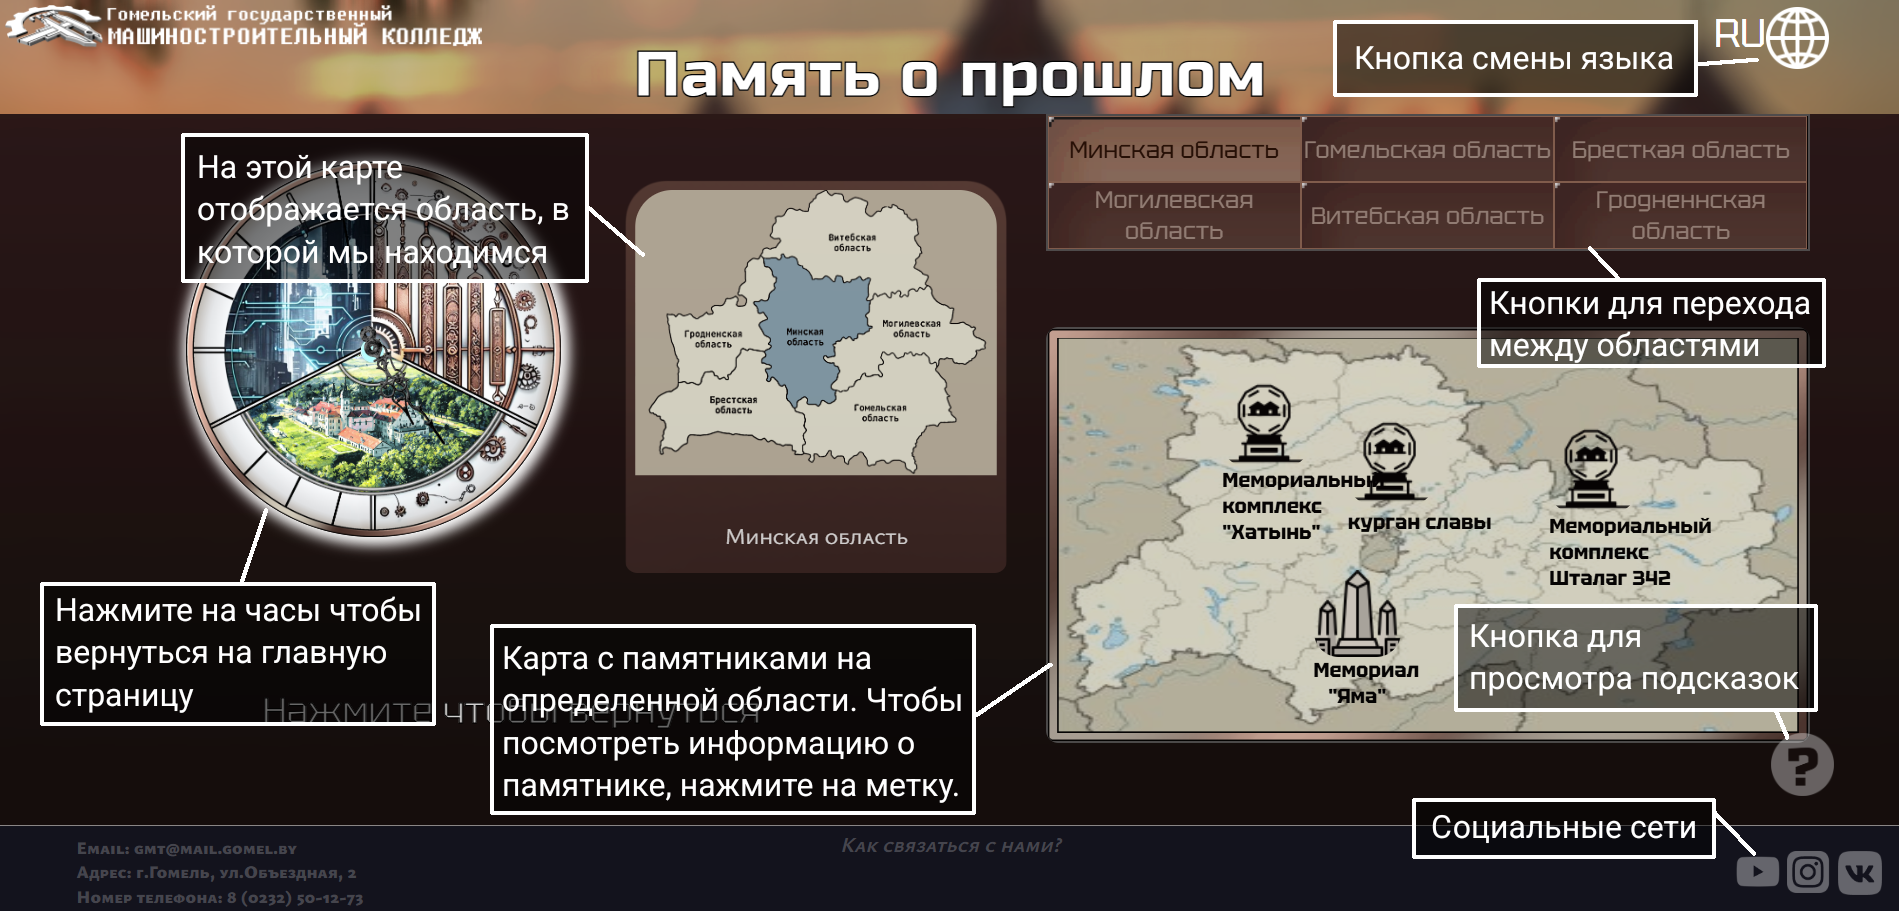 Гомельский государственный
МАШИНОСТРОИТЕЛЬНЫЙ КОЛЛЕДЖ
Память о прошлом
Кнопка смены языка
RU
На этой карте
отображается область, в
которой мы находимся
Минская область
Гомельская область
Бресткая область
Могилевская
область
Витебская область
Гродненнская
область
Кнопки для перехода
между областями
Витебская
область
Гродненская
область
Минская
область
Могилевская
область
Брестская
область
Гомельская
область
Минская область
Мемориальный
комплекс
"Хатынь"
курган славы
Мемориальный
комплекс
Шталаг 342
Мемориал
"Яма"
Нажмите на часы чтобы
вернуться на главную
страницу
Нажмите чтобы вернуться
Карта с памятниками на
определенной области. Чтобы
посмотреть информацию о
памятнике, нажмите на метку.
Кнопка для
просмотра подсказок
?
Социальные сети
Email: gmt@mail.gomel.by
Адрес: г.Гомель, ул.Объездная, 2
Номер телефона: 8 (0232) 50-12-73
Как связаться с нами?